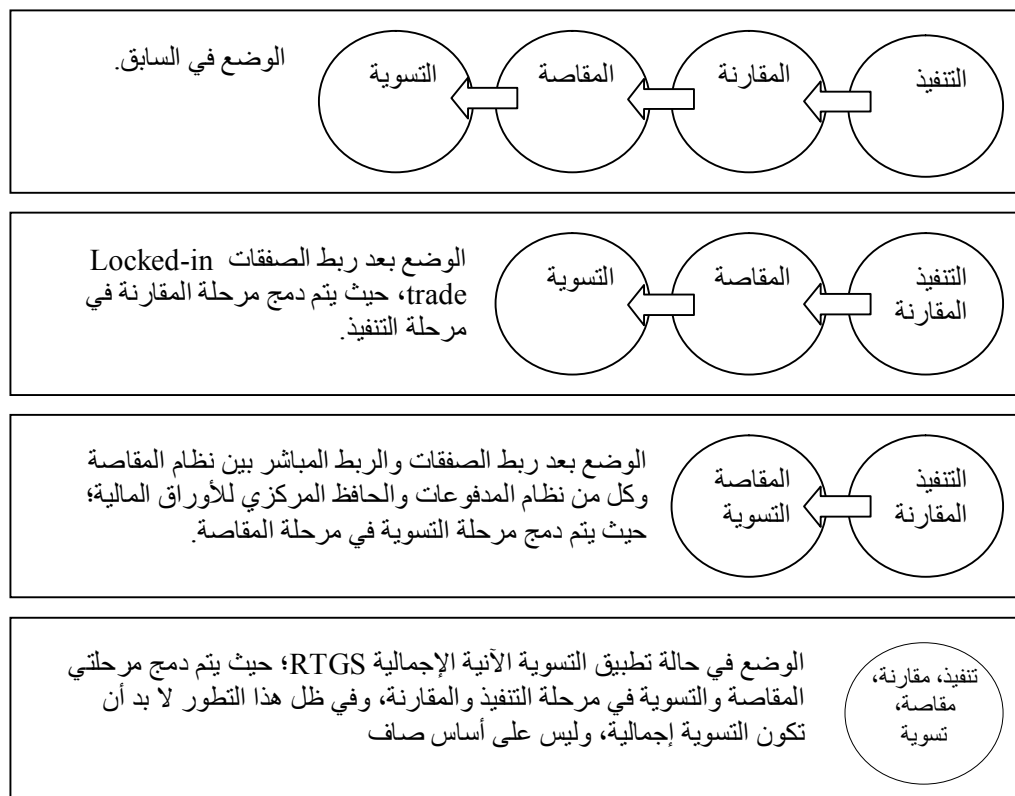 الوضع في السابق.
التنفيذ
المقارنة
المقاصة
التسوية
التنفيذ
المقارنة
المقاصة
التسوية
الوضع بعد ربط الصفقات Locked-in
trade، حيث يتم دمج مرحلة المقارنة في
مرحلة التنفيذ.
التنفيذ
المقارنة
المقاصة
التسوية
الوضع بعد ربط الصفقات والربط المباشر بين نظام المقاصة
وكل من نظام المدفوعات والحافظ المركزي للأوراق المالية؛
حيث يتم دمج مرحلة التسوية في مرحلة المقاصة.
تنفيذ، مقارنة،
مقاصة،
تسوية
الوضع في حالة تطبيق التسوية الآنية الإجمالية RTGS؛ حيث يتم دمج مرحلتي
المقاصة والتسوية في مرحلة التنفيذ والمقارنة، وفي ظل هذا التطور لا بد أن
تكون التسوية إجمالية، وليس على أساس صاف